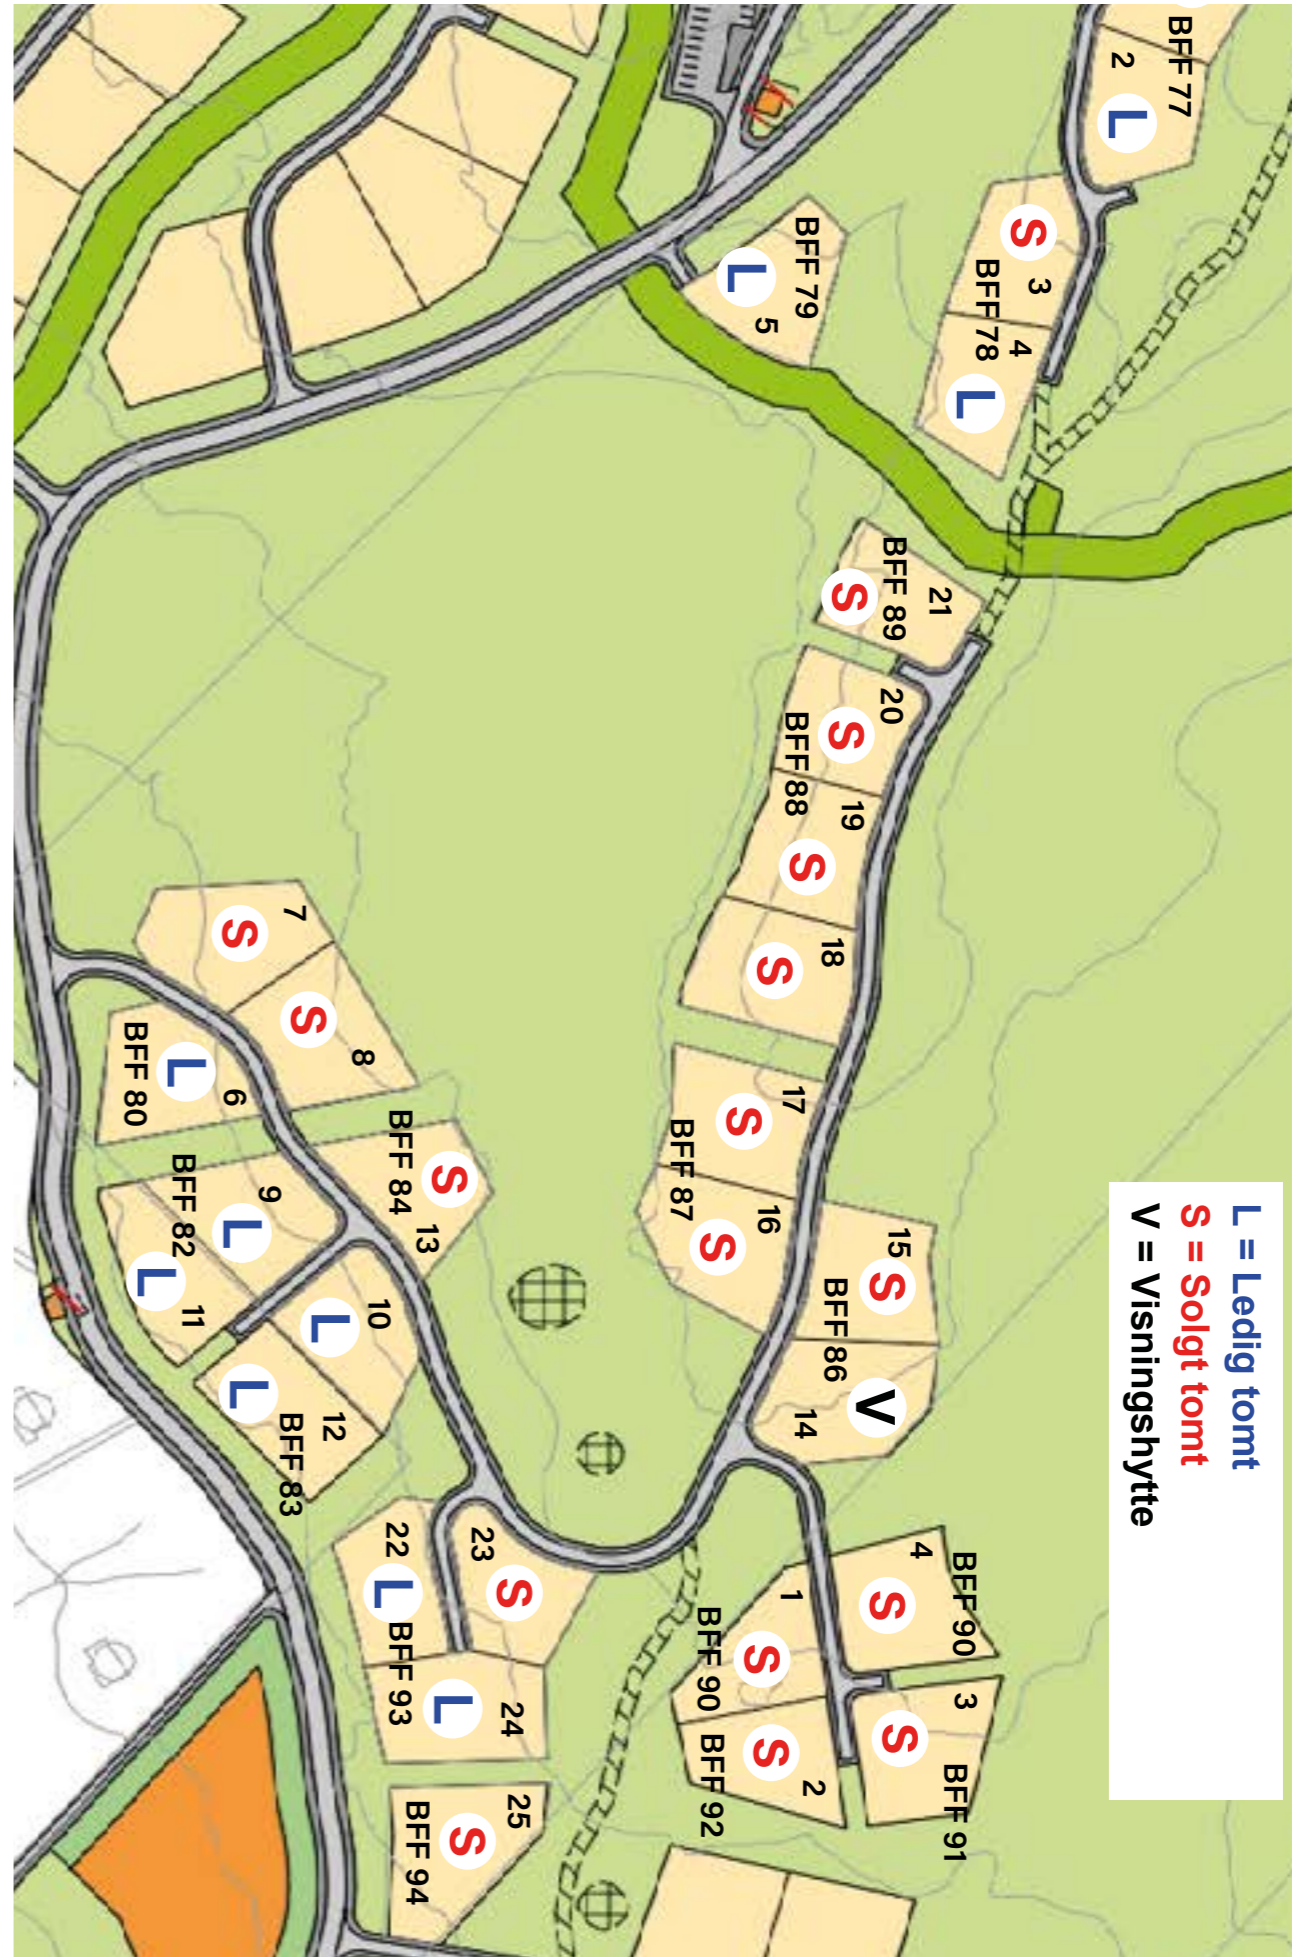 L = Ledig tomt
S = Solgt tomt
V = Visningshytte
BFF 77
2
L
S
3
BFF 78
4
L
BFF 79
L
5
21
BFF 89
S
20
S
BFF 88
19
S
18
S
17
S
BFF 87
16
S
15
S
BFF 86
V
14
7
S
S
8
L
6
BFF 80
BFF 84
S
13
9
BFF 82
L
L
11
10
L
L
12
BFF 83
22
L
BFF 93
23
S
L
24
25
S
BFF 94
4
S
BFF 90
1
S
BFF 90
3
S
BFF 91
S
2
BFF 92